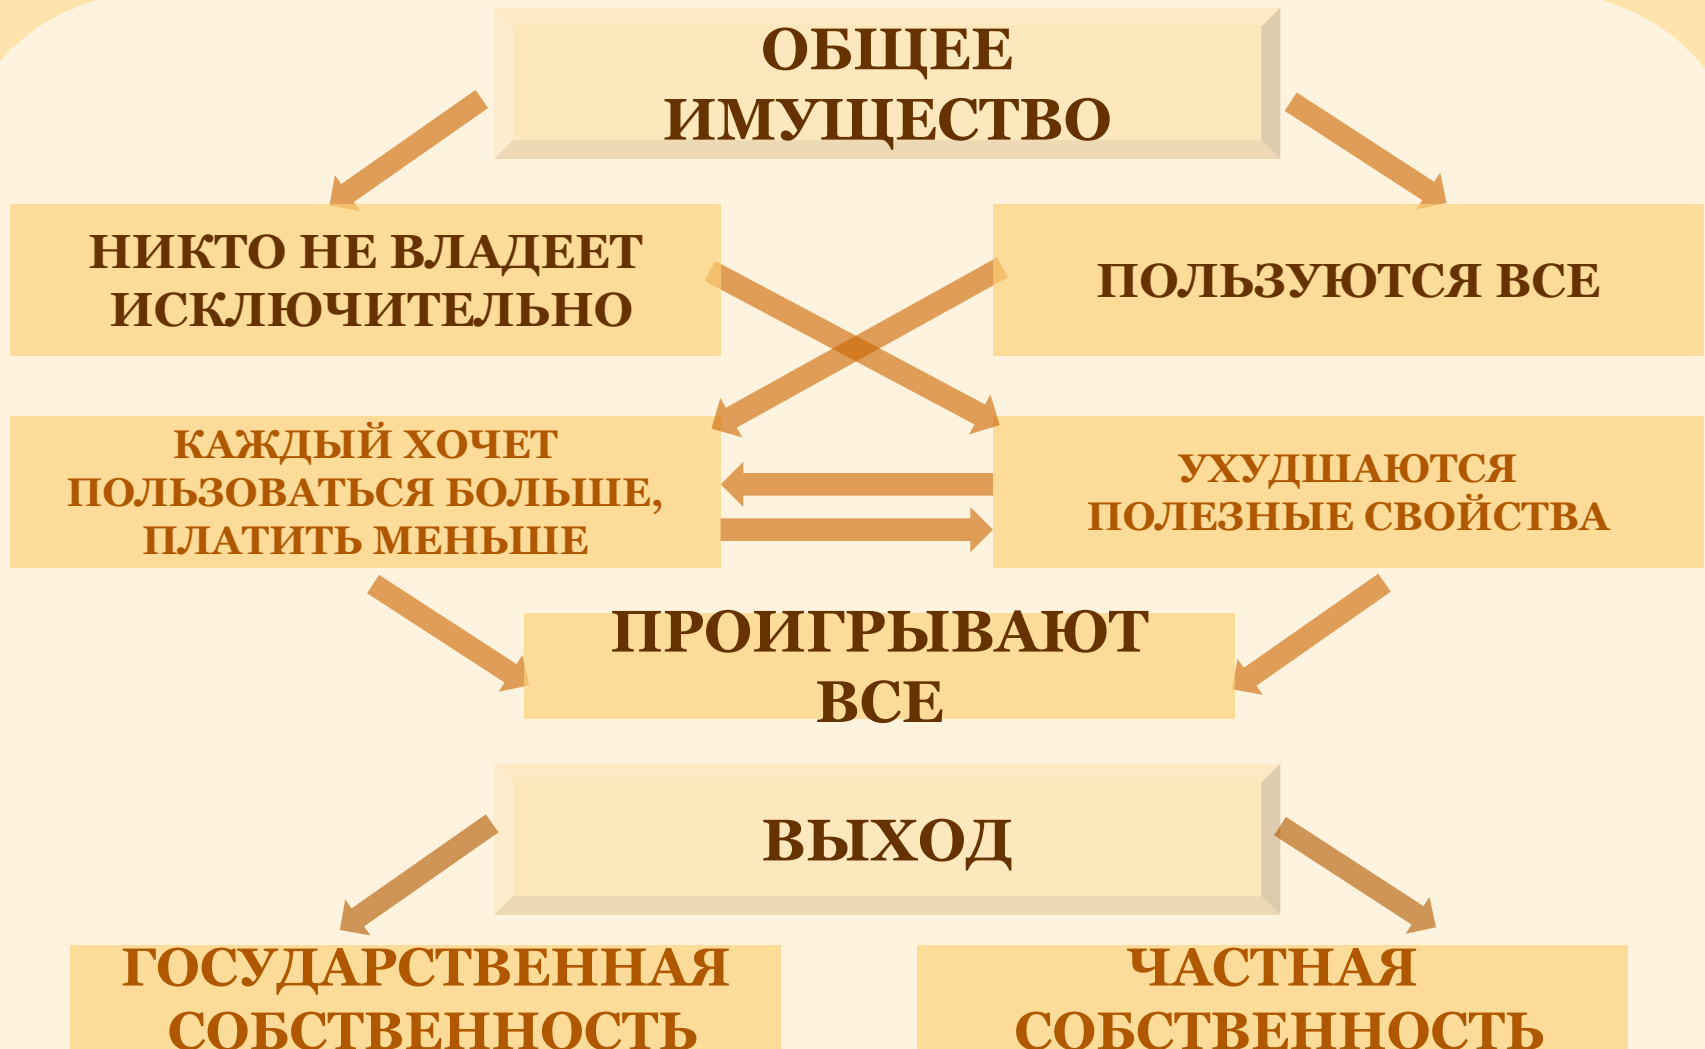 ОБЩЕЕ
ИМУЩЕСТВО
НИКТО НЕ ВЛАДЕЕТ
ИСКЛЮЧИТЕЛЬНО
ПОЛЬЗУЮТСЯ ВСЕ
КАЖДЫЙ ХОЧЕТ
ПОЛЬЗОВАТЬСЯ БОЛЬШЕ,
ПЛАТИТЬ МЕНЬШЕ
УХУДШАЮТСЯ
ПОЛЕЗНЫЕ СВОЙСТВА
ПРОИГРЫВАЮТ
ВСЕ
ВЫХОД
ГОСУДАРСТВЕННАЯ
СОБСТВЕННОСТЬ
ЧАСТНАЯ
СОБСТВЕННОСТЬ